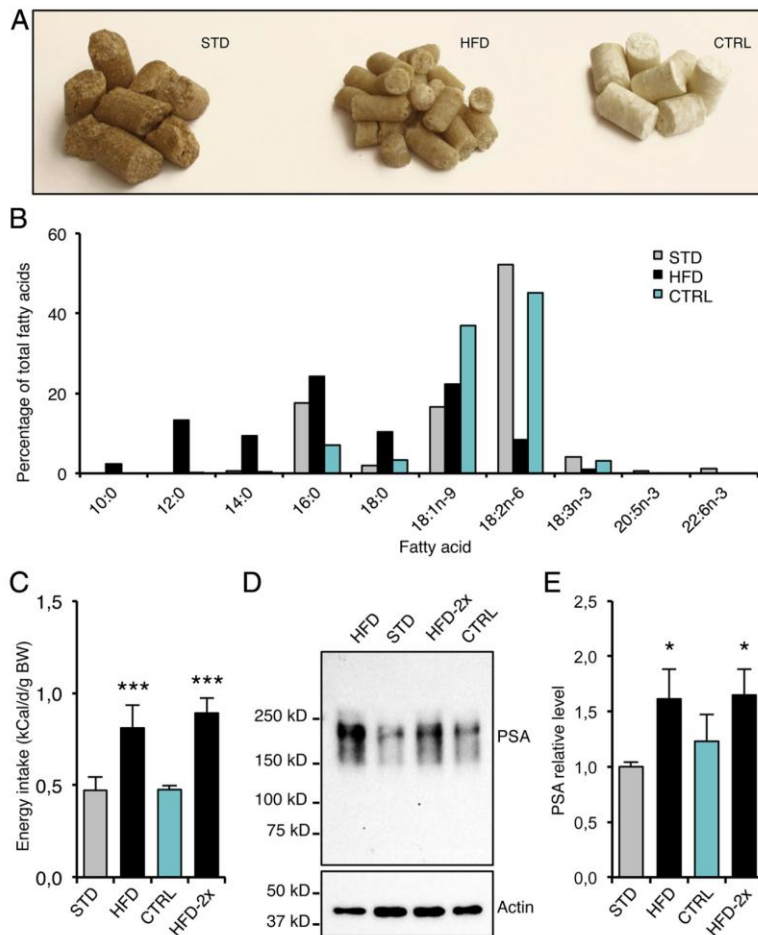 A
STD
HFD
CTRL
B
60
40
20
0
Percentage of total fatty acids
STD
HFD
CTRL
10:0
12:0
14:0
16:0
18:0
18:1n-9
18:2n-6
18:3n-3
20:5n-3
22:6n-3
Fatty acid
C
1,5
1,0
0,5
0,0
Energy intake (kCal/d/g BW)
***
***
STD
HFD
CTRL
HFD-2x
D
HFD
STD
HFD-2x
CTRL
250 kD
150 kD
100 kD
75 kD
PSA
50 kD
37 kD
Actin
E
2,5
2,0
1,5
1,0
0,5
0,0
PSA relative level
*
*
STD
HFD
CTRL
HFD-2x